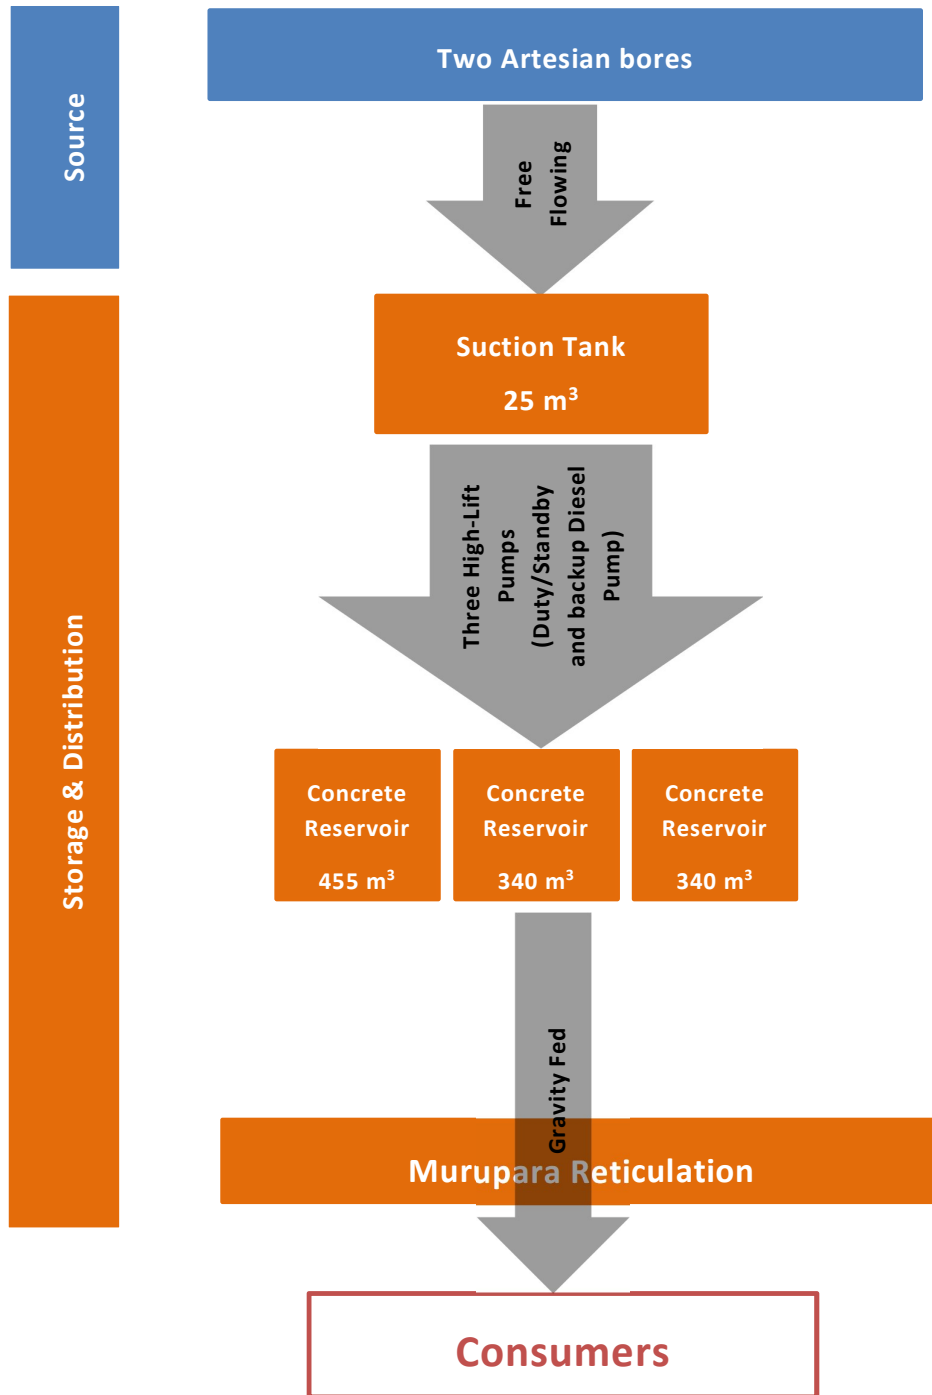 Source
Two Artesian bores
Free
Flowing
Storage & Distribution
Suction Tank
25 m³
Three High-Lift
Pumps
(Duty/Standby
and backup Diesel
Pump)
Concrete
Reservoir
455 m³
Concrete
Reservoir
340 m³
Concrete
Reservoir
340 m³
Gravity Fed
Murupara Reticulation
Consumers